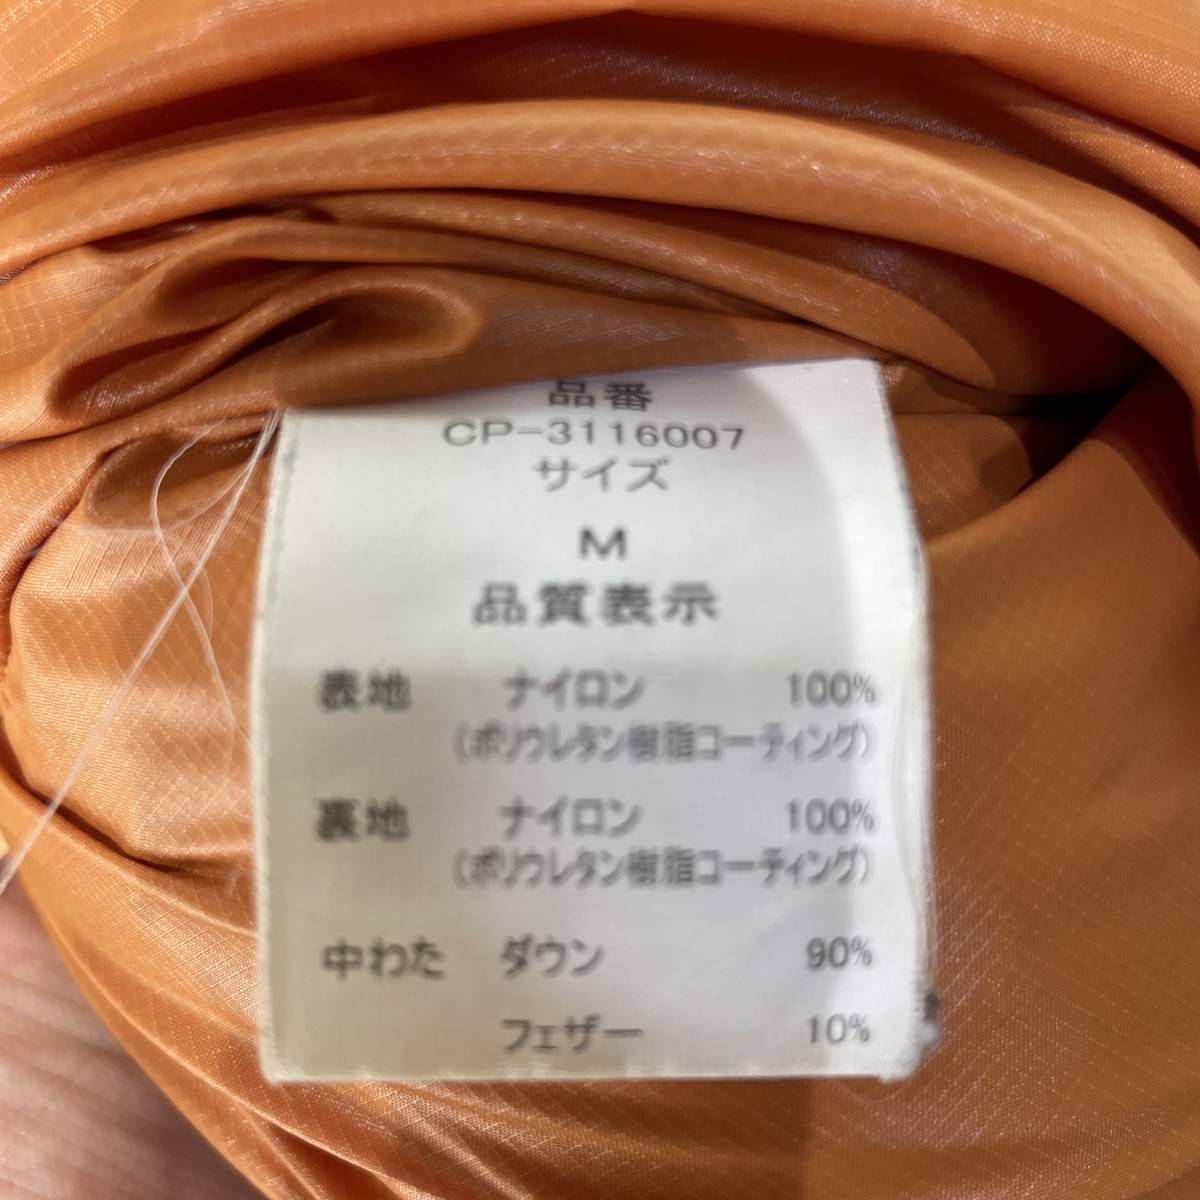 品番
CP-3116007
サイズ
M
品質表示
表地 ナイロン 100%
(ポリウレタン樹脂コーティング)
裏地 ナイロン 100%
(ポリウレタン樹脂コーティング)
中わた ダウン 90%
フェザー 10%